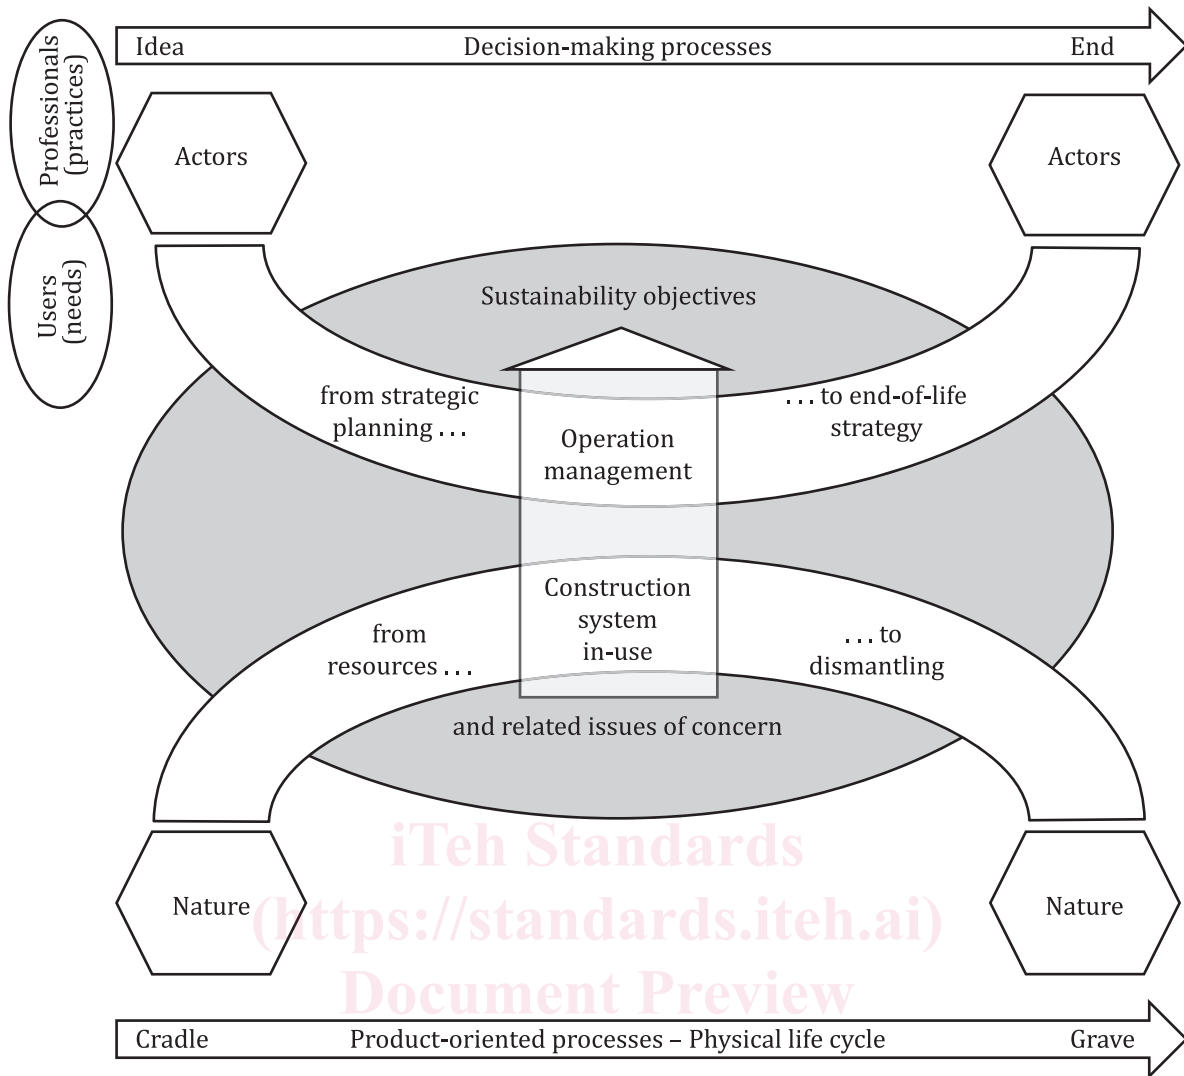 Idea Decision-making processes End
Professionals
(practices)
Users
(needs)
Actors
Actors
Sustainability objectives
from strategic
planning . . .
. . . to end-of-life
strategy
Operation
management
Construction
system
in-use
from
resources . . .
. . . to
dismantling
and related issues of concern
iTeh Standards
(https://standards.iteh.ai)
Document Preview
Nature
Nature
Cradle Product-oriented processes – Physical life cycle Grave